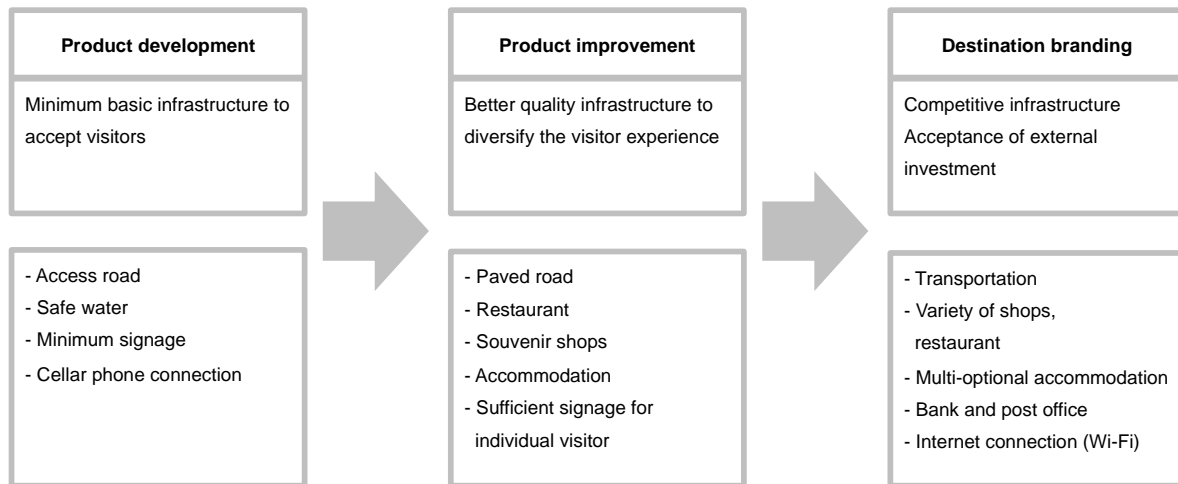 Product development
Minimum basic infrastructure to
accept visitors
- Access road
- Safe water
- Minimum signage
- Cellar phone connection
Product improvement
Better quality infrastructure to
diversify the visitor experience
- Paved road
- Restaurant
- Souvenir shops
- Accommodation
- Sufficient signage for
individual visitor
Destination branding
Competitive infrastructure
Acceptance of external
investment
- Transportation
- Variety of shops,
restaurant
- Multi-optional accommodation
- Bank and post office
- Internet connection (Wi-Fi)